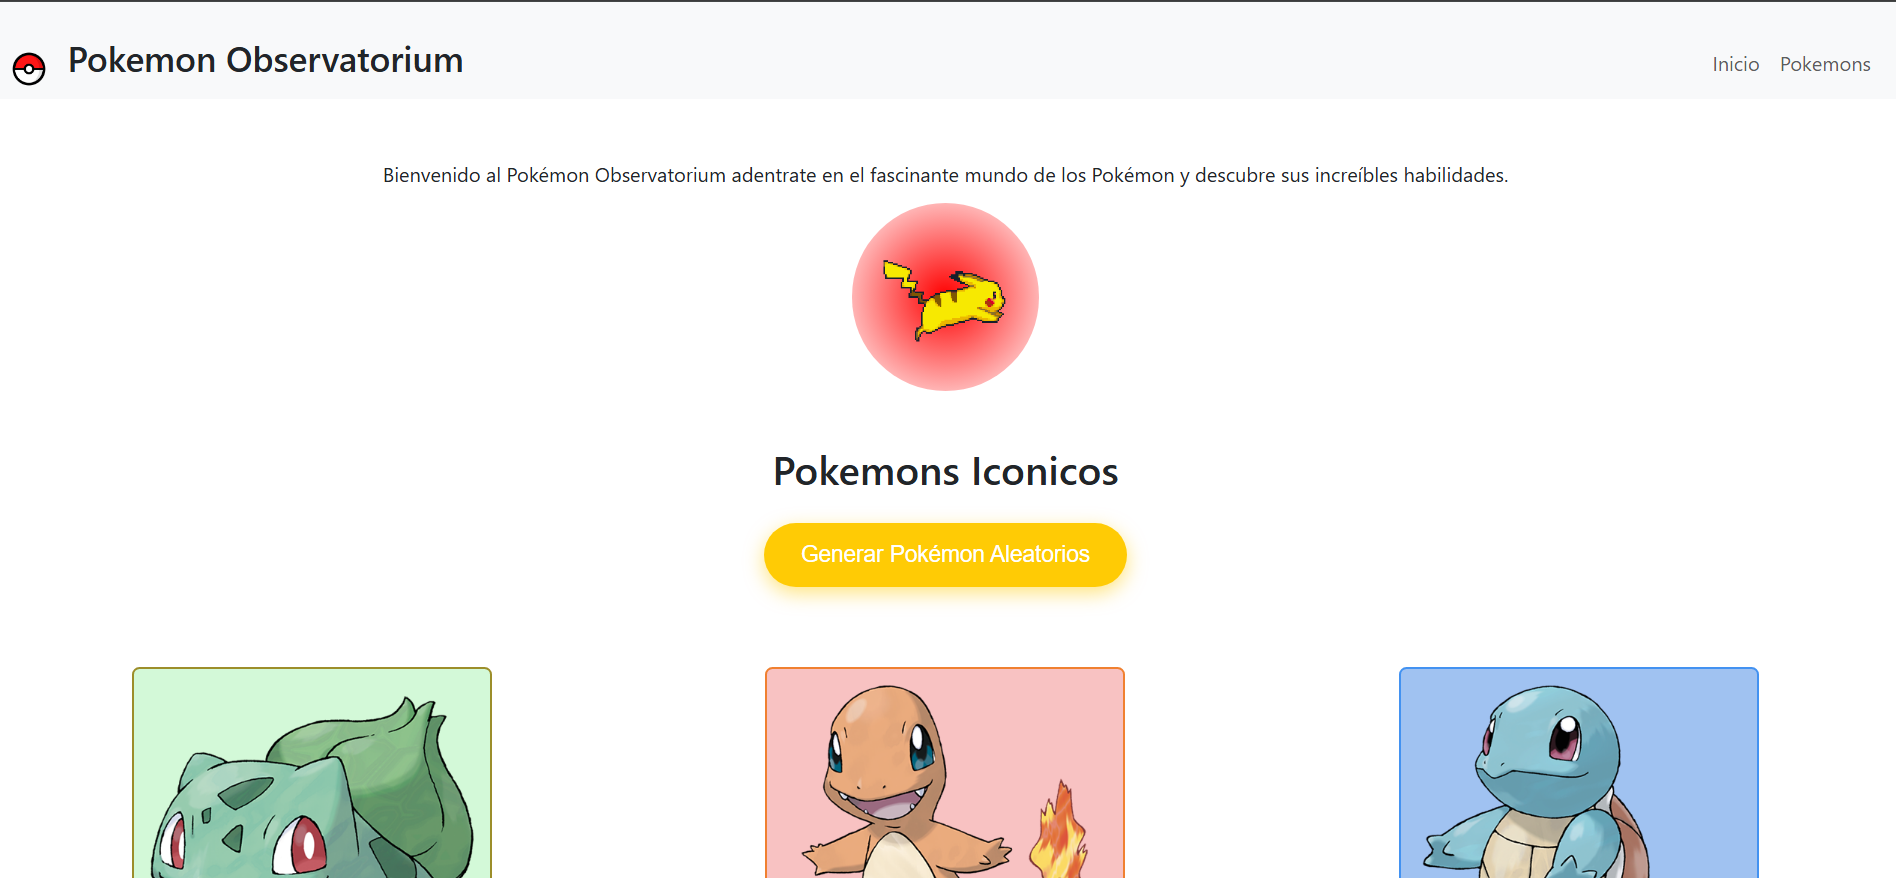 Pokemon Observatorium
Inicio
Pokemons
Bienvenido al Pokémon Observatorium adentrate en el fascinante mundo de los Pokémon y descubre sus increíbles habilidades.
Pokemons Iconicos
Generar Pokémon Aleatorios